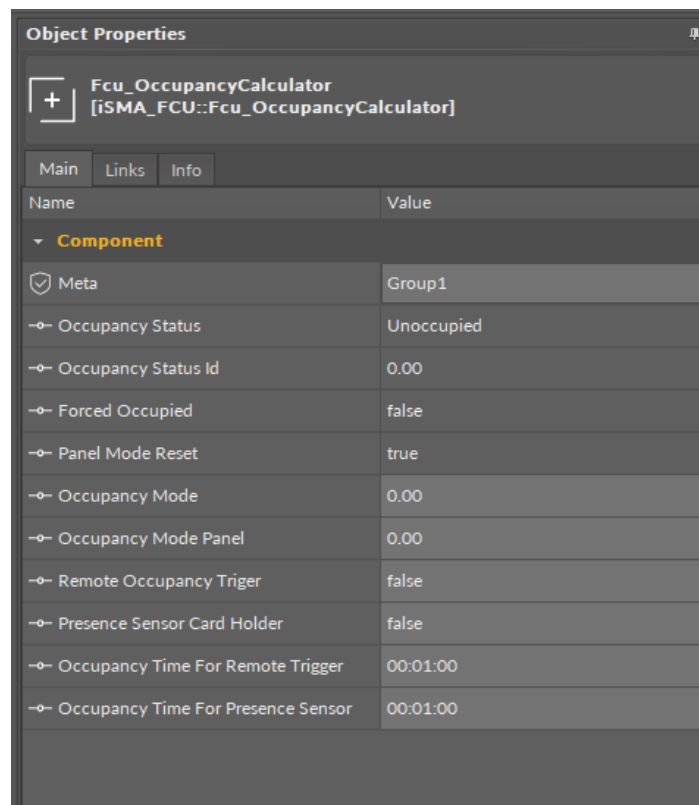 Object Properties
Fcu_OccupancyCalculator
[iSMA_FCU::Fcu_OccupancyCalculator]
Main Links Info
Name Value
Component
Meta Group1
Occupancy Status Unoccupied
Occupancy Status Id 0.00
Forced Occupied false
Panel Mode Reset true
Occupancy Mode 0.00
Occupancy Mode Panel 0.00
Remote Occupancy Triger false
Presence Sensor Card Holder false
Occupancy Time For Remote Trigger 00:01:00
Occupancy Time For Presence Sensor 00:01:00